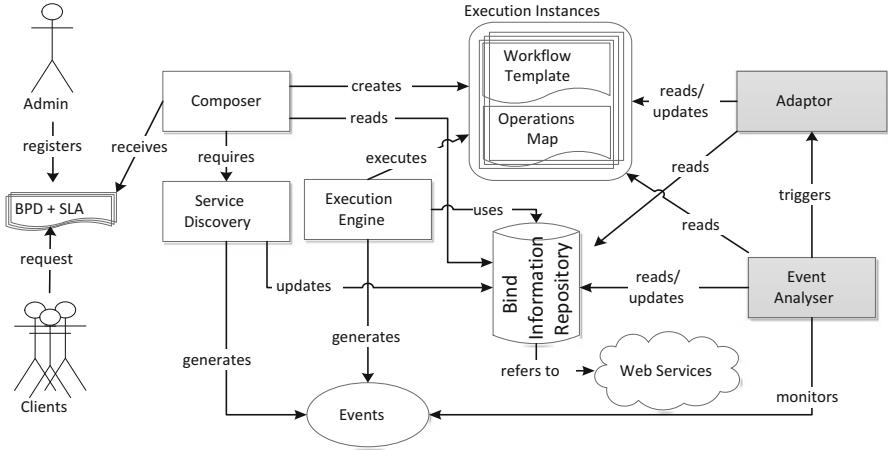 Execution Instances
Workflow
Template
Operations
Map
Admin
registers
receives
BPD + SLA
request
Clients
Composer
creates
reads
requires
executes
Service
Discovery
Execution
Engine
uses
updates
generates
generates
Events
Bind
Information
Repository
refers to
Web Services
reads/
updates
Adaptor
reads
triggers
reads
reads/
updates
Event
Analyser
monitors